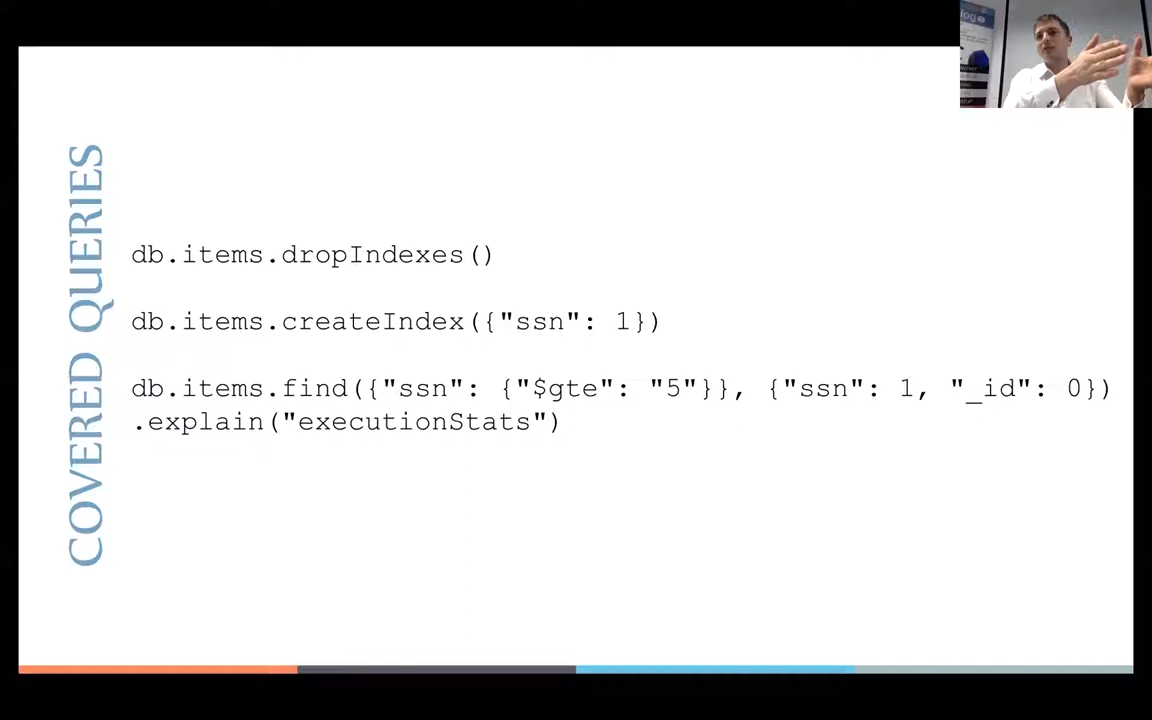 log
COVERED QUERIES
db.items.dropIndexes()
db.items.createIndex({"ssn": 1})
db.items.find({"ssn": {"$gte": "5"}}, {"ssn": 1, "_id": 0})
.explain("executionStats")